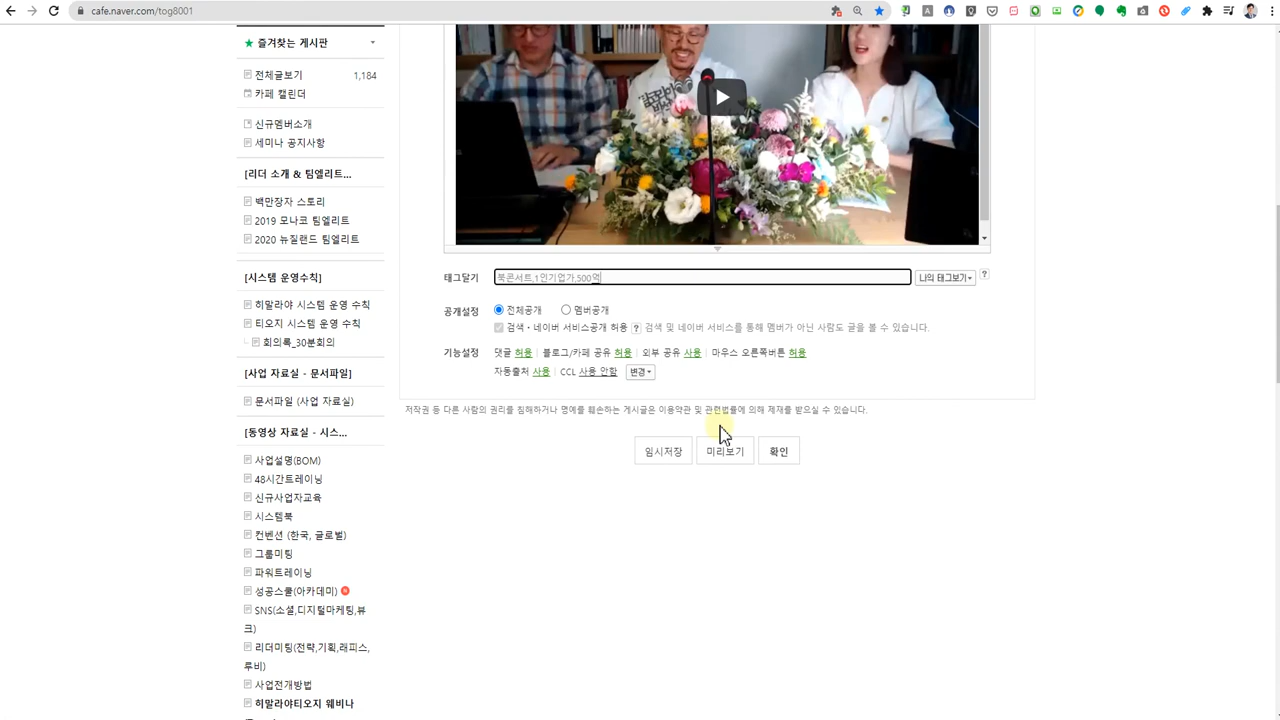 cafe.naver.com/tog8001
★ 즐겨찾는 게시판
전체글보기 1,184
카페 캘린더
신규멤버소개
세미나 공지사항
[리더 소개 & 팀엘리트...
백만장자 스토리
2019 모나코 팀엘리트
2020 뉴질랜드 팀엘리트
[시스템 운영수칙]
히말라야 시스템 운영 수칙
티오지 시스템 운영 수칙
회의록_30분회의
[사업 자료실 - 문서파일]
문서파일 (사업 자료실)
[동영상 자료실 - 시스...
사업설명(BOM)
48시간트레이닝
신규사업자교육
시스템북
컨벤션 (한국, 글로벌)
그룹미팅
파워트레이닝
성공스쿨(아카데미)
SNS(소셜,디지털마케팅,뷰
크)
리더미팅(전략,기획,래피스,
루비)
사업전개방법
히말라야티오지 웨비나
태그달기 북콘서트,1인기업가,500억 나의 태그보기 ?
공개설정 전체공개 멤버공개
검색・네이버 서비스공개 허용 ? 검색 및 네이버 서비스를 통해 멤버가 아닌 사람도 글을 볼 수 있습니다.
기능설정 댓글 허용 | 블로그/카페 공유 허용 | 외부 공유 사용 | 마우스 오른쪽버튼 허용
자동출처 사용 | CCL 사용 안함 변경
저작권 등 다른 사람의 권리를 침해하거나 명예를 훼손하는 게시글은 이용약관 및 관련법률에 의해 제재를 받으실 수 있습니다.
임시저장 미리보기 확인